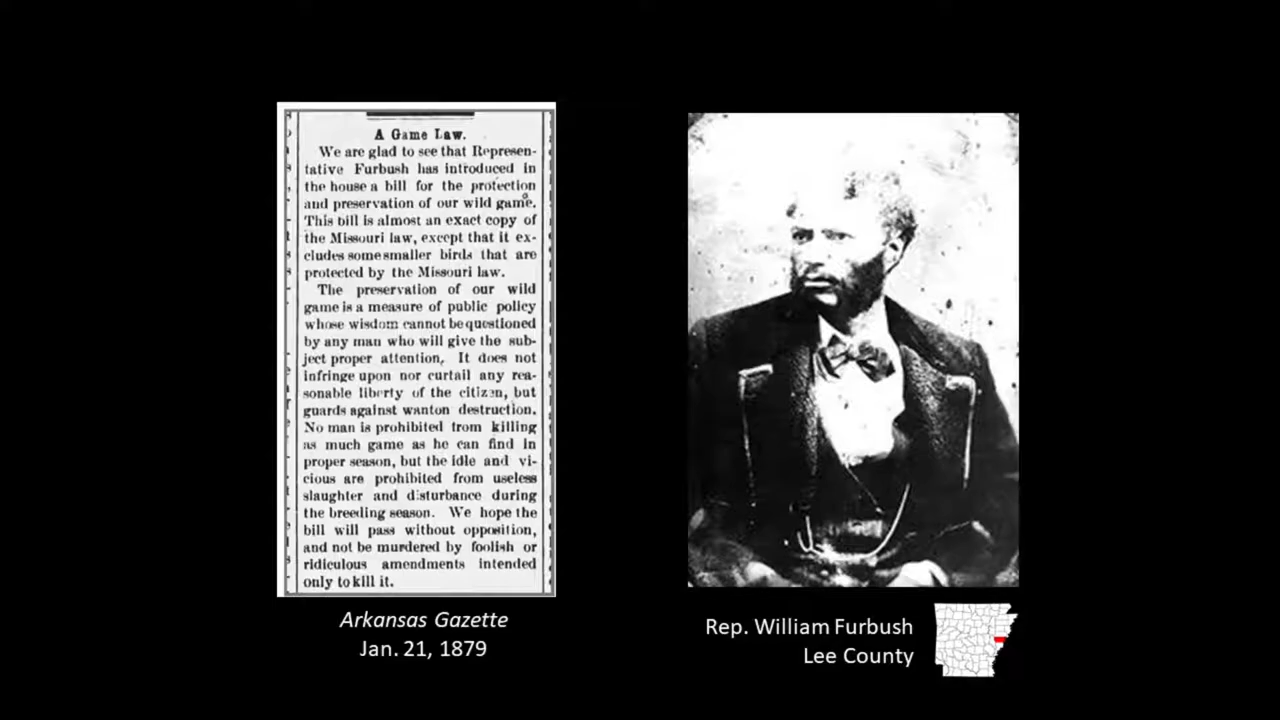 A Game Law.
We are glad to see that Represen-
tative Furbush has introduced in
the house a bill for the protection
and preservation of our wild game.
This bill is almost an exact copy of
the Missouri law, except that it ex-
cludes some smaller birds that are
protected by the Missouri law.
The preservation of our wild
game is a measure of public policy
whose wisdom cannot be questioned
by any man who will give the sub-
ject proper attention. It does not
infringe upon nor curtail any rea-
sonable liberty of the citizen, but
guards against wanton destruction.
No man is prohibited from killing
as much game as he can find in
proper season, but the idle and vi-
cious are prohibited from useless
slaughter and disturbance during
the breeding season. We hope the
bill will pass without opposition,
and not be murdered by foolish or
ridiculous amendments intended
only to kill it.
Arkansas Gazette
Jan. 21, 1879
Rep. William Furbush
Lee County